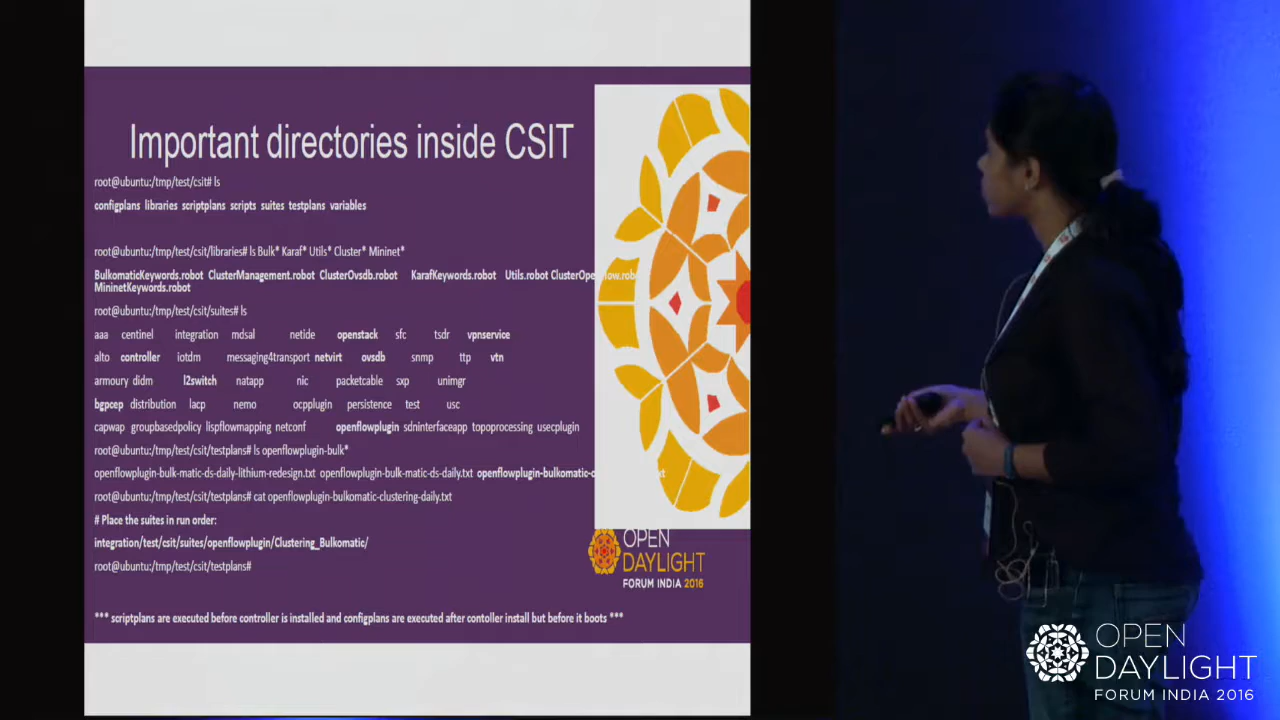 Important directories inside CSIT
root@ubuntu:/tmp/test/csit# ls
configplans libraries scriptplans scripts suites testplans variables
root@ubuntu:/tmp/test/csit/libraries# ls Bulk* Karaf* Utils* Cluster* Mininet*
BulkomaticKeywords.robot ClusterManagement.robot ClusterOvsdb.robot KarafKeywords.robot Utils.robot
MininetKeywords.robot
root@ubuntu:/tmp/test/csit/suites# ls
aaa centinel integration mdsal netide openstack sfc tsdr vpnservice
alto controller iotdm messaging4transport netvirt ovsdb snmp ttp vtn
armoury didm l2switch natapp nic packetcable sxp unimgr
bgpcep distribution lacp nemo ocpplugin persistence test usc
capwap groupbasedpolicy lispflowmapping netconf openflowplugin sdninterfaceapp topoprocessing usecplugin
root@ubuntu:/tmp/test/csit/testplans# ls openflowplugin-bulk*
openflowplugin-bulk-matic-ds-daily-lithium-redesign.txt openflowplugin-bulk-matic-ds-daily.txt
root@ubuntu:/tmp/test/csit/testplans# cat openflowplugin-bulkomatic-clustering-daily.txt
# Place the suites in run order:
integration/test/csit/suites/openflowplugin/Clustering_Bulkomatic/
root@ubuntu:/tmp/test/csit/testplans#
*** scriptplans are executed before controller is installed and configplans are executed after contoller install but before it boots ***
OPEN
DAYLIGHT
FORUM INDIA 2016
OPEN
DAYLIGHT
FORUM INDIA 2016